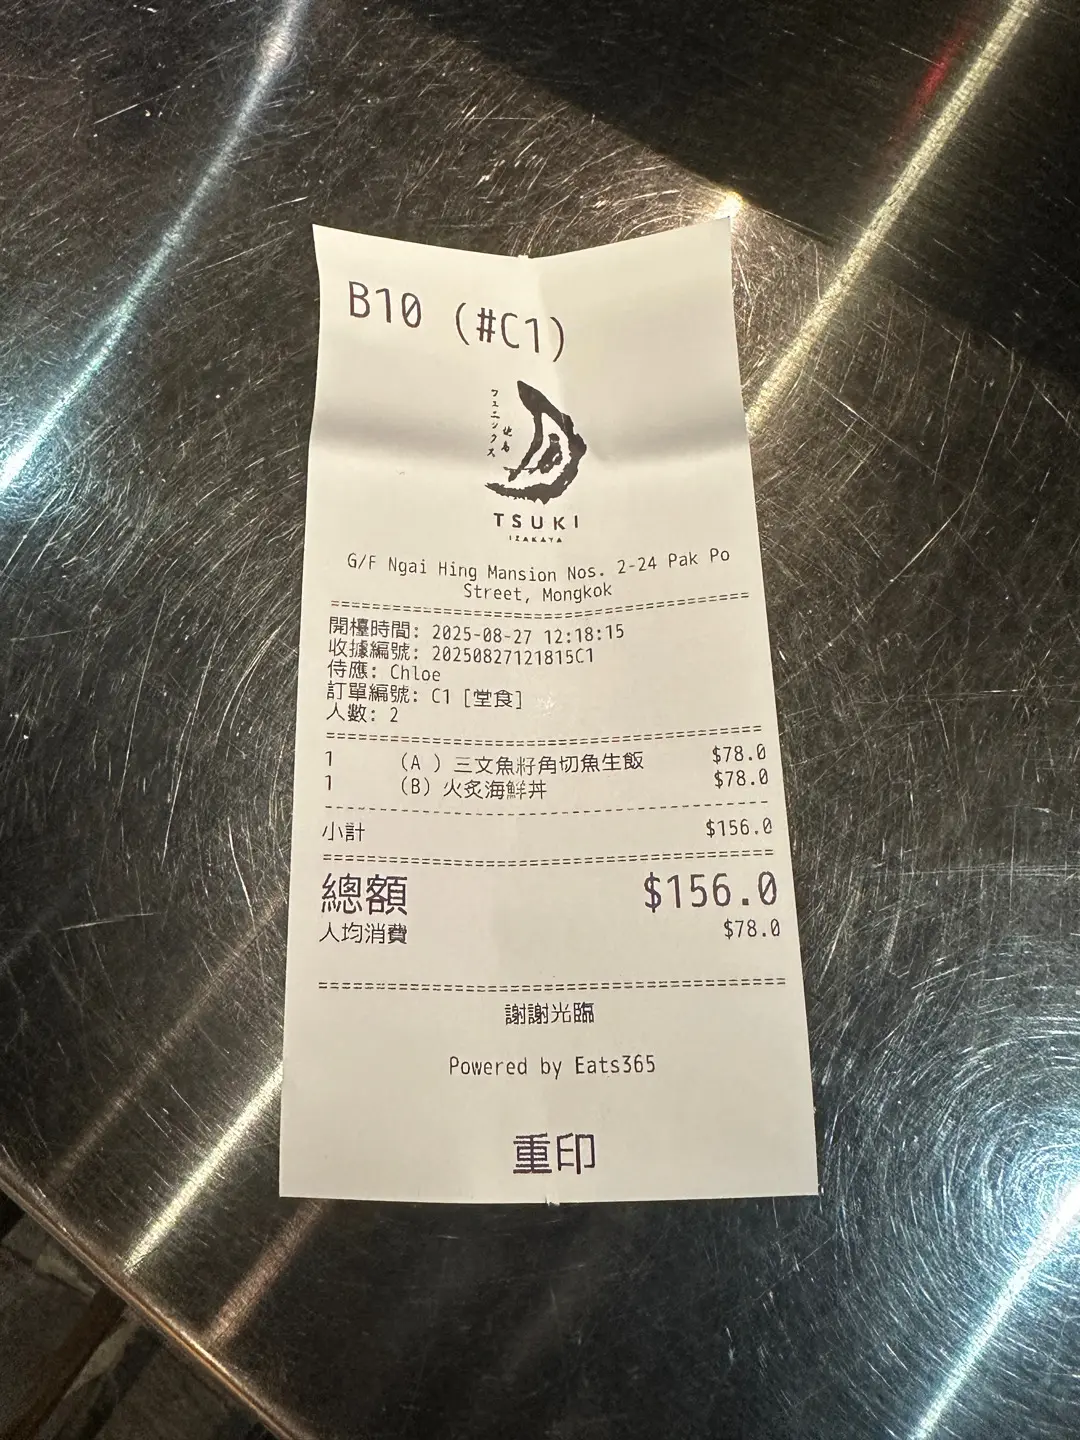 B10 (#C1)
フェニックス
地鳥
TSUKI
IZAKAYA
G/F Ngai Hing Mansion Nos. 2-24 Pak Po
Street, Mongkok
開檯時間: 2025-08-27 12:18:15
收據編號: 20250827121815C1
侍應: Chloe
訂單編號: C1 [堂食]
人數: 2
1 (A ) 三文魚籽角切魚生飯 $78.0
1 (B) 火炙海鮮丼 $78.0
小計 $156.0
總額 $156.0
人均消費 $78.0
謝謝光臨
Powered by Eats365
重印